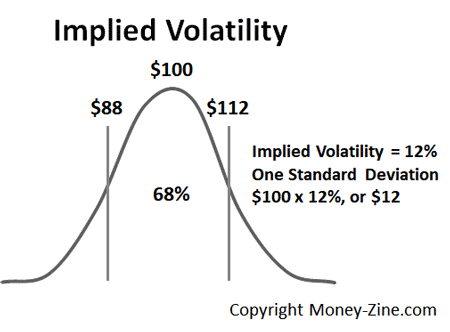 Implied Volatility
$100
$88
$112
Implied Volatility = 12%
One Standard Deviation
68%
$100 x 12%, or $12
Copyright Money-Zine.com